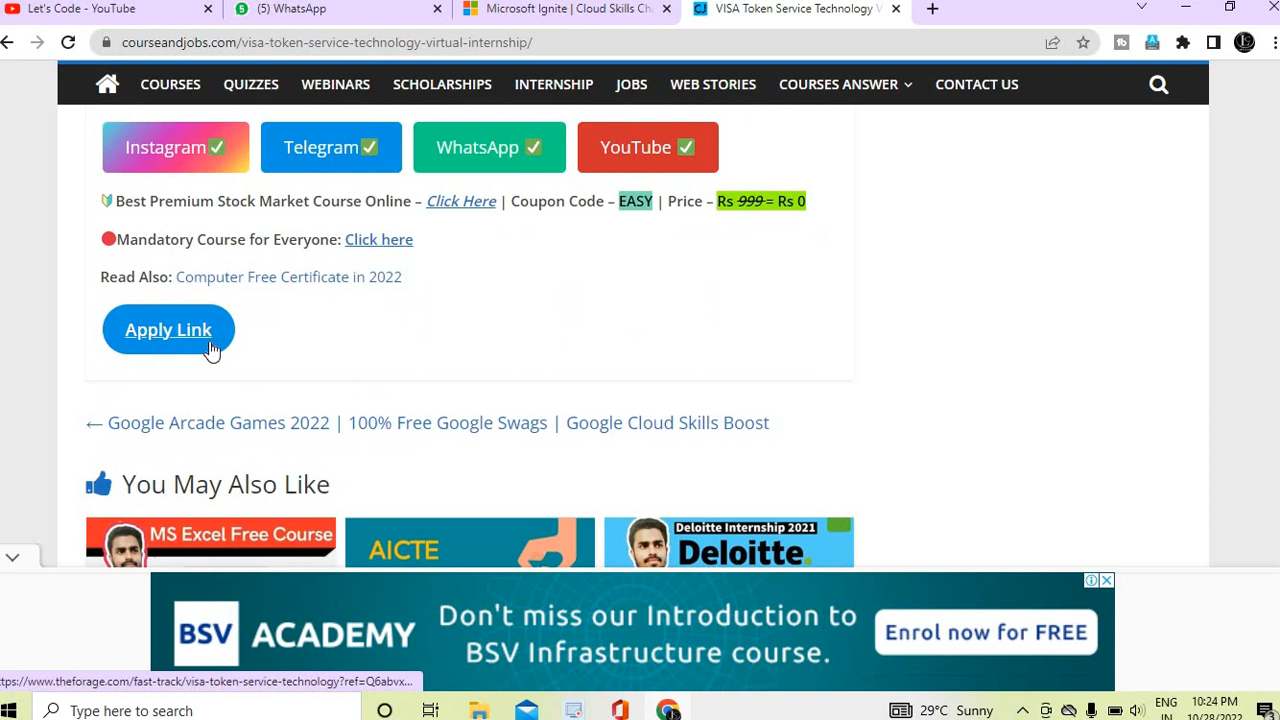 Let's Code - YouTube
(5) WhatsApp
Microsoft Ignite | Cloud Skills Ch
VISA Token Service Technology V
courseandjobs.com/visa-token-service-technology-virtual-internship/
COURSES QUIZZES WEBINARS SCHOLARSHIPS INTERNSHIP JOBS WEB STORIES COURSES ANSWER CONTACT US
Instagram✅ Telegram✅ WhatsApp ✅ YouTube ✅
🔰Best Premium Stock Market Course Online – Click Here | Coupon Code – EASY | Price – Rs 999 = Rs 0
🔴Mandatory Course for Everyone: Click here
Read Also: Computer Free Certificate in 2022
Apply Link
← Google Arcade Games 2022 | 100% Free Google Swags | Google Cloud Skills Boost
You May Also Like
MS Excel Free Course
AICTE
Deloitte Internship 2021
Deloitte.
BSV ACADEMY
Don't miss our Introduction to
BSV Infrastructure course.
Enrol now for FREE
ttps://www.theforage.com/fast-track/visa-token-service-technology?ref=Q6abvx...
Type here to search
29°C Sunny
ENG
IN
10:24 PM